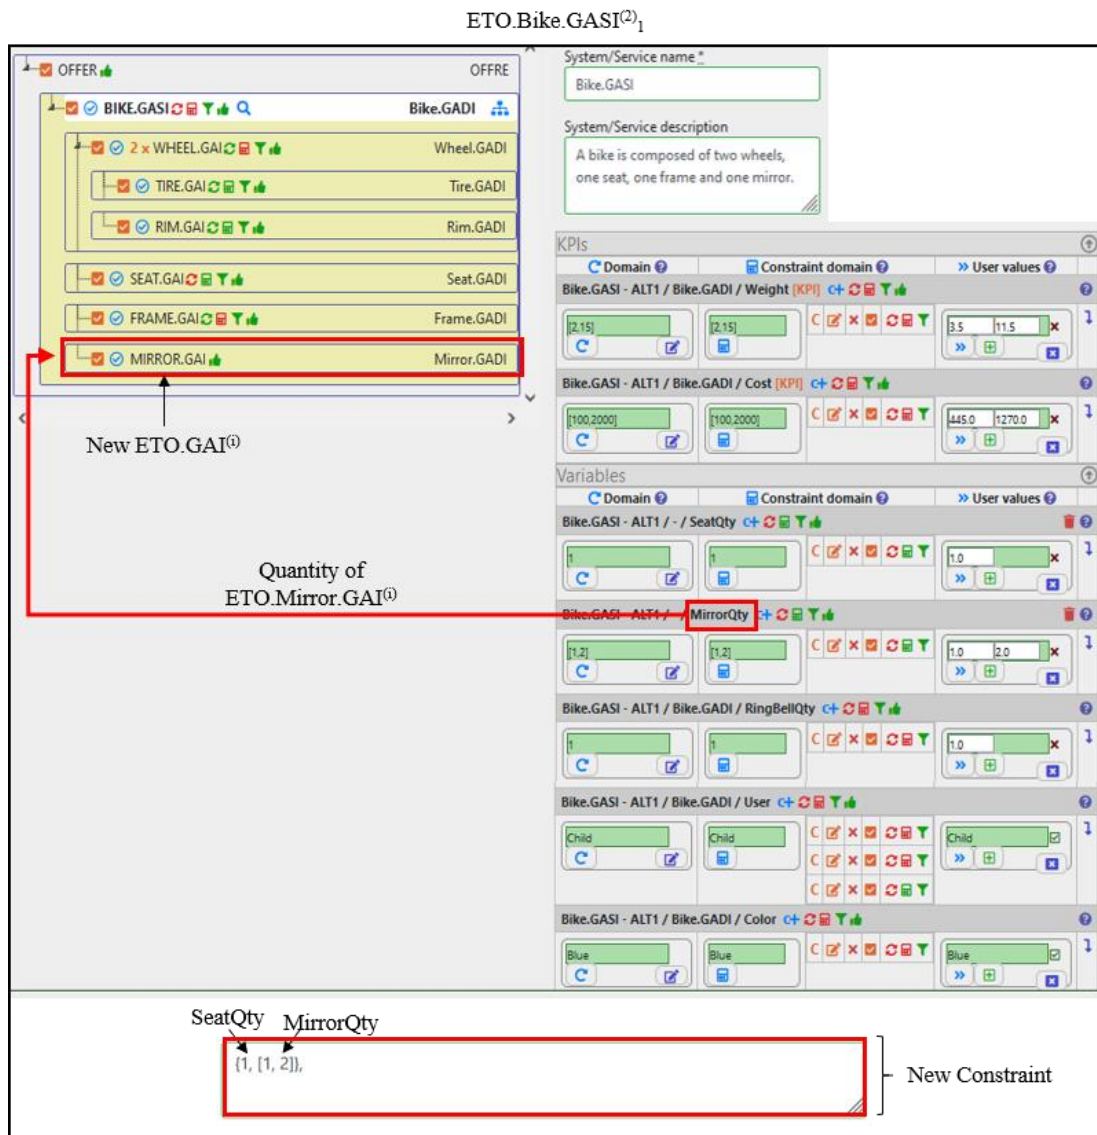 ETO.Bike.GASI(2)1
OFFER OFFRE
BIKE.GASI Bike.GADI
2 x WHEEL.GAI Wheel.GADI
TIRE.GAI Tire.GADI
RIM.GAI Rim.GADI
SEAT.GAI Seat.GADI
FRAME.GAI Frame.GADI
MIRROR.GAI Mirror.GADI
New ETO.GAI(i)
Quantity of
ETO.Mirror.GAI(i)
System/Service name *
Bike.GASI
System/Service description
A bike is composed of two wheels,
one seat, one frame and one mirror.
KPIs
Domain Constraint domain User values
Bike.GASI - ALT1 / Bike.GADI / Weight [KPI]
[2,15] [2,15] C 3.5 11.5
Bike.GASI - ALT1 / Bike.GADI / Cost [KPI]
[100,2000] [100,2000] C 445.0 1270.0
Variables
Domain Constraint domain User values
Bike.GASI - ALT1 / - / SeatQty
1 1 C 1.0
Bike.GASI - ALT1 / - / MirrorQty
[1,2] [1,2] C 1.0 2.0
Bike.GASI - ALT1 / Bike.GADI / RingBellQty
1 1 C 1.0
Bike.GASI - ALT1 / Bike.GADI / User
Child Child C Child
C
C
Bike.GASI - ALT1 / Bike.GADI / Color
Blue Blue C Blue
SeatQty MirrorQty
{1, [1, 2]},
New Constraint